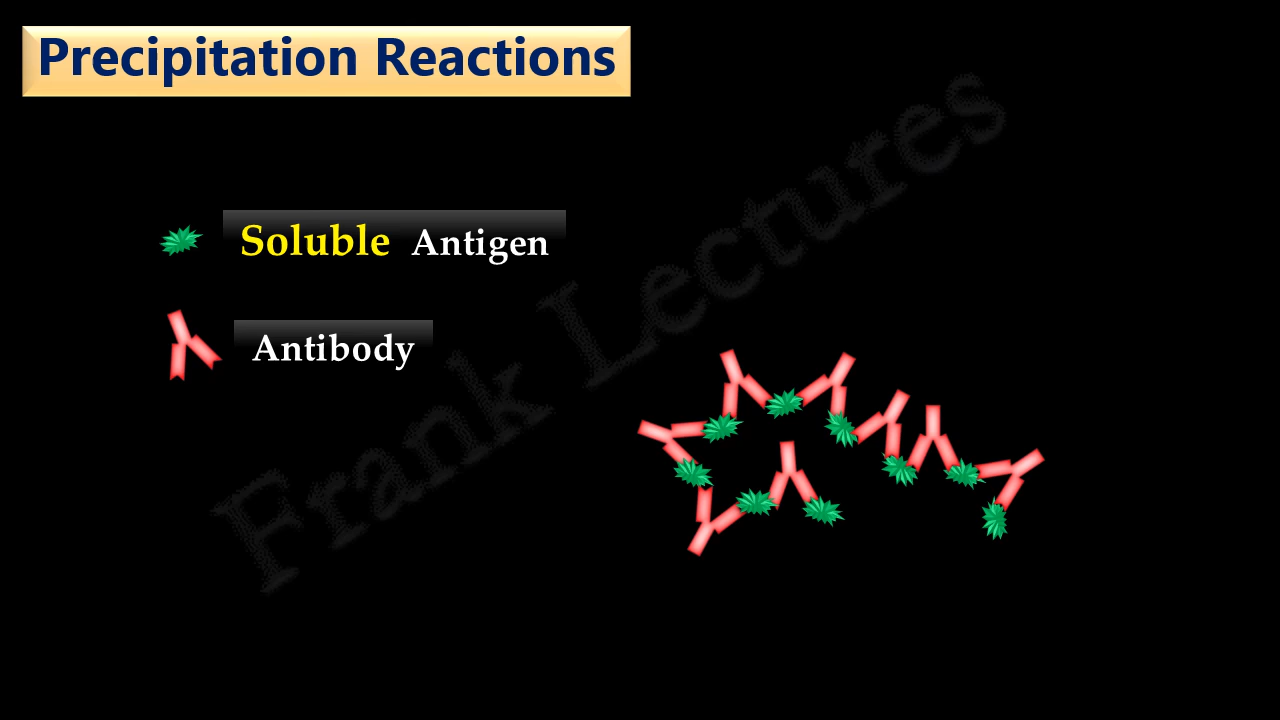 Precipitation Reactions
Soluble Antigen
Antibody
Frank Lectures